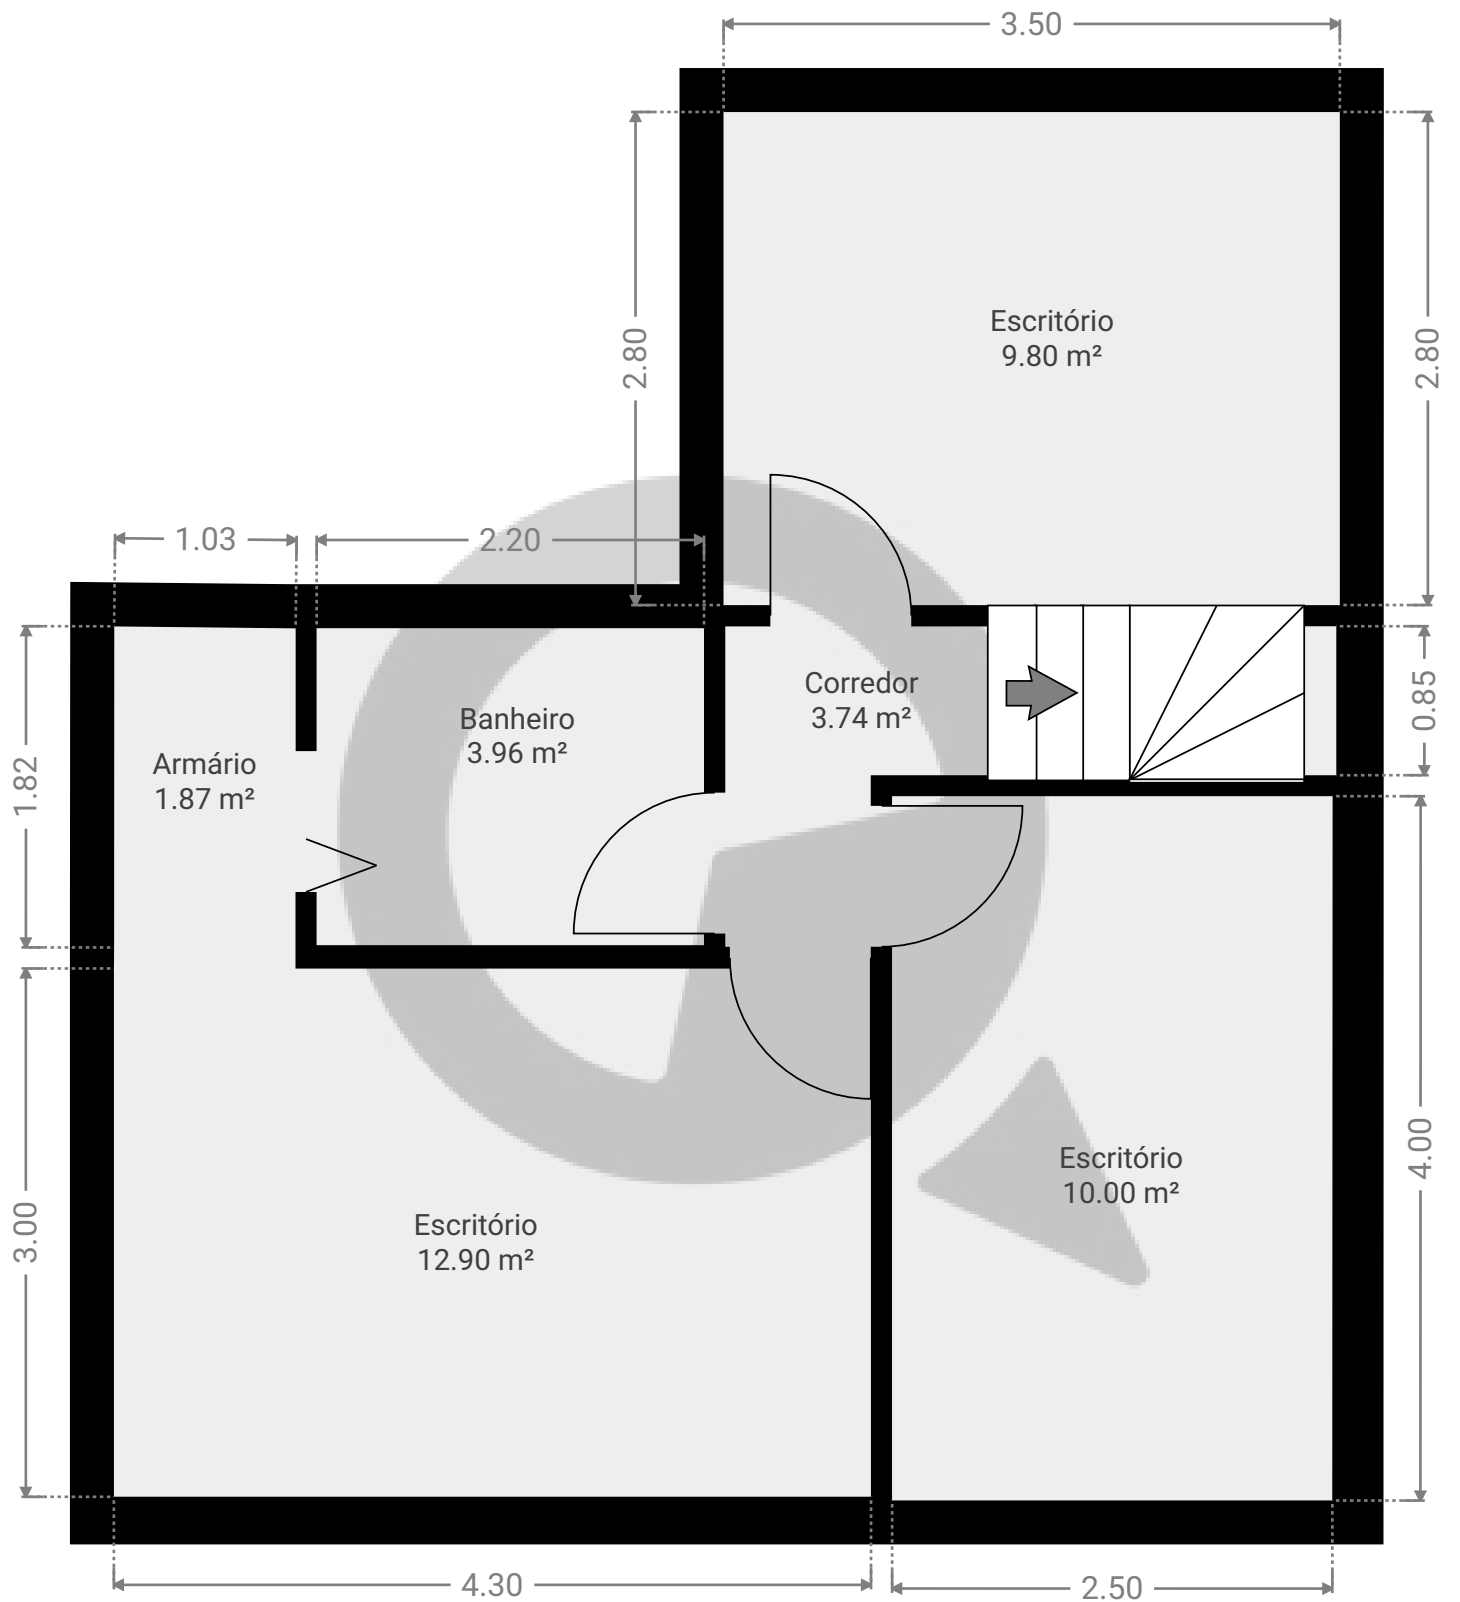 3.50
2.80
2.80
Escritório
9.80 m²
1.03
2.20
Corredor
3.74 m²
0.85
Banheiro
3.96 m²
Armário
1.87 m²
1.82
4.00
Escritório
10.00 m²
3.00
Escritório
12.90 m²
4.30
2.50